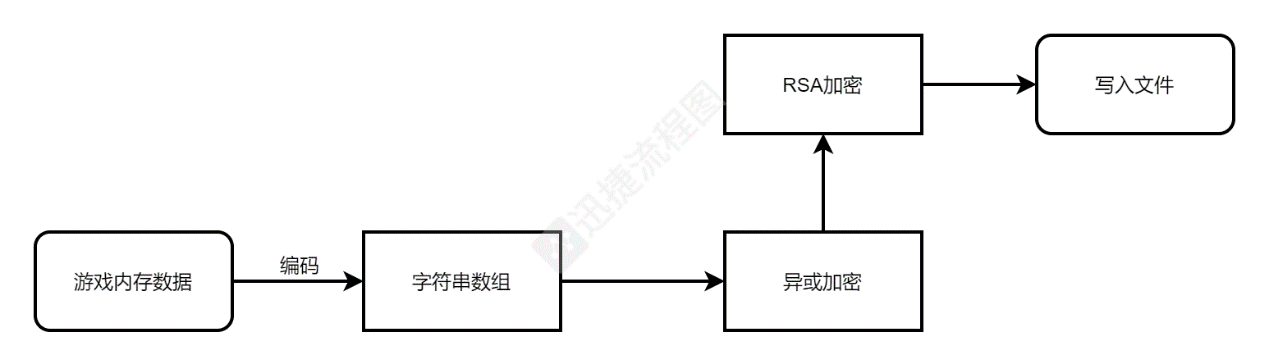 RSA加密
写入文件
迅捷流程图
游戏内存数据
编码
字符串数组
异或加密